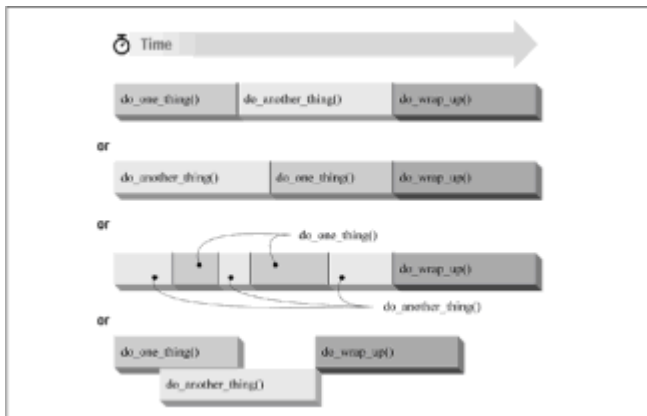 Time
do_one_thing() do_another_thing() do_wrap_up()
or
do_another_thing() do_one_thing() do_wrap_up()
or
do_one_thing()
do_wrap_up()
do_another_thing()
or
do_one_thing() do_wrap_up()
do_another_thing()